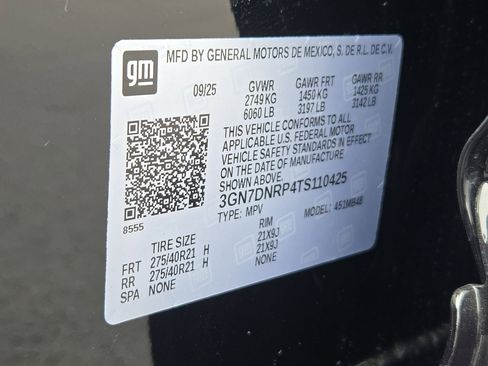 gm
MFD BY GENERAL MOTORS DE MEXICO, S. DE R.L. DE C.V.
09/25 GVWR GAWR FRT GAWR RR
2749 KG 1450 KG 1425 KG
6060 LB 3197 LB 3142 LB
THIS VEHICLE CONFORMS TO ALL
APPLICABLE U.S. FEDERAL MOTOR
VEHICLE SAFETY STANDARDS IN EFFECT
ON THE DATE OF MANUFACTURE
3GN7DNRP4TS110425
8555 TYPE: MPV MODEL: 451MB48
TIRE SIZE RIM
FRT 275/40R21 H 21X9J
RR 275/40R21 H 21X9J
SPA NONE NONE